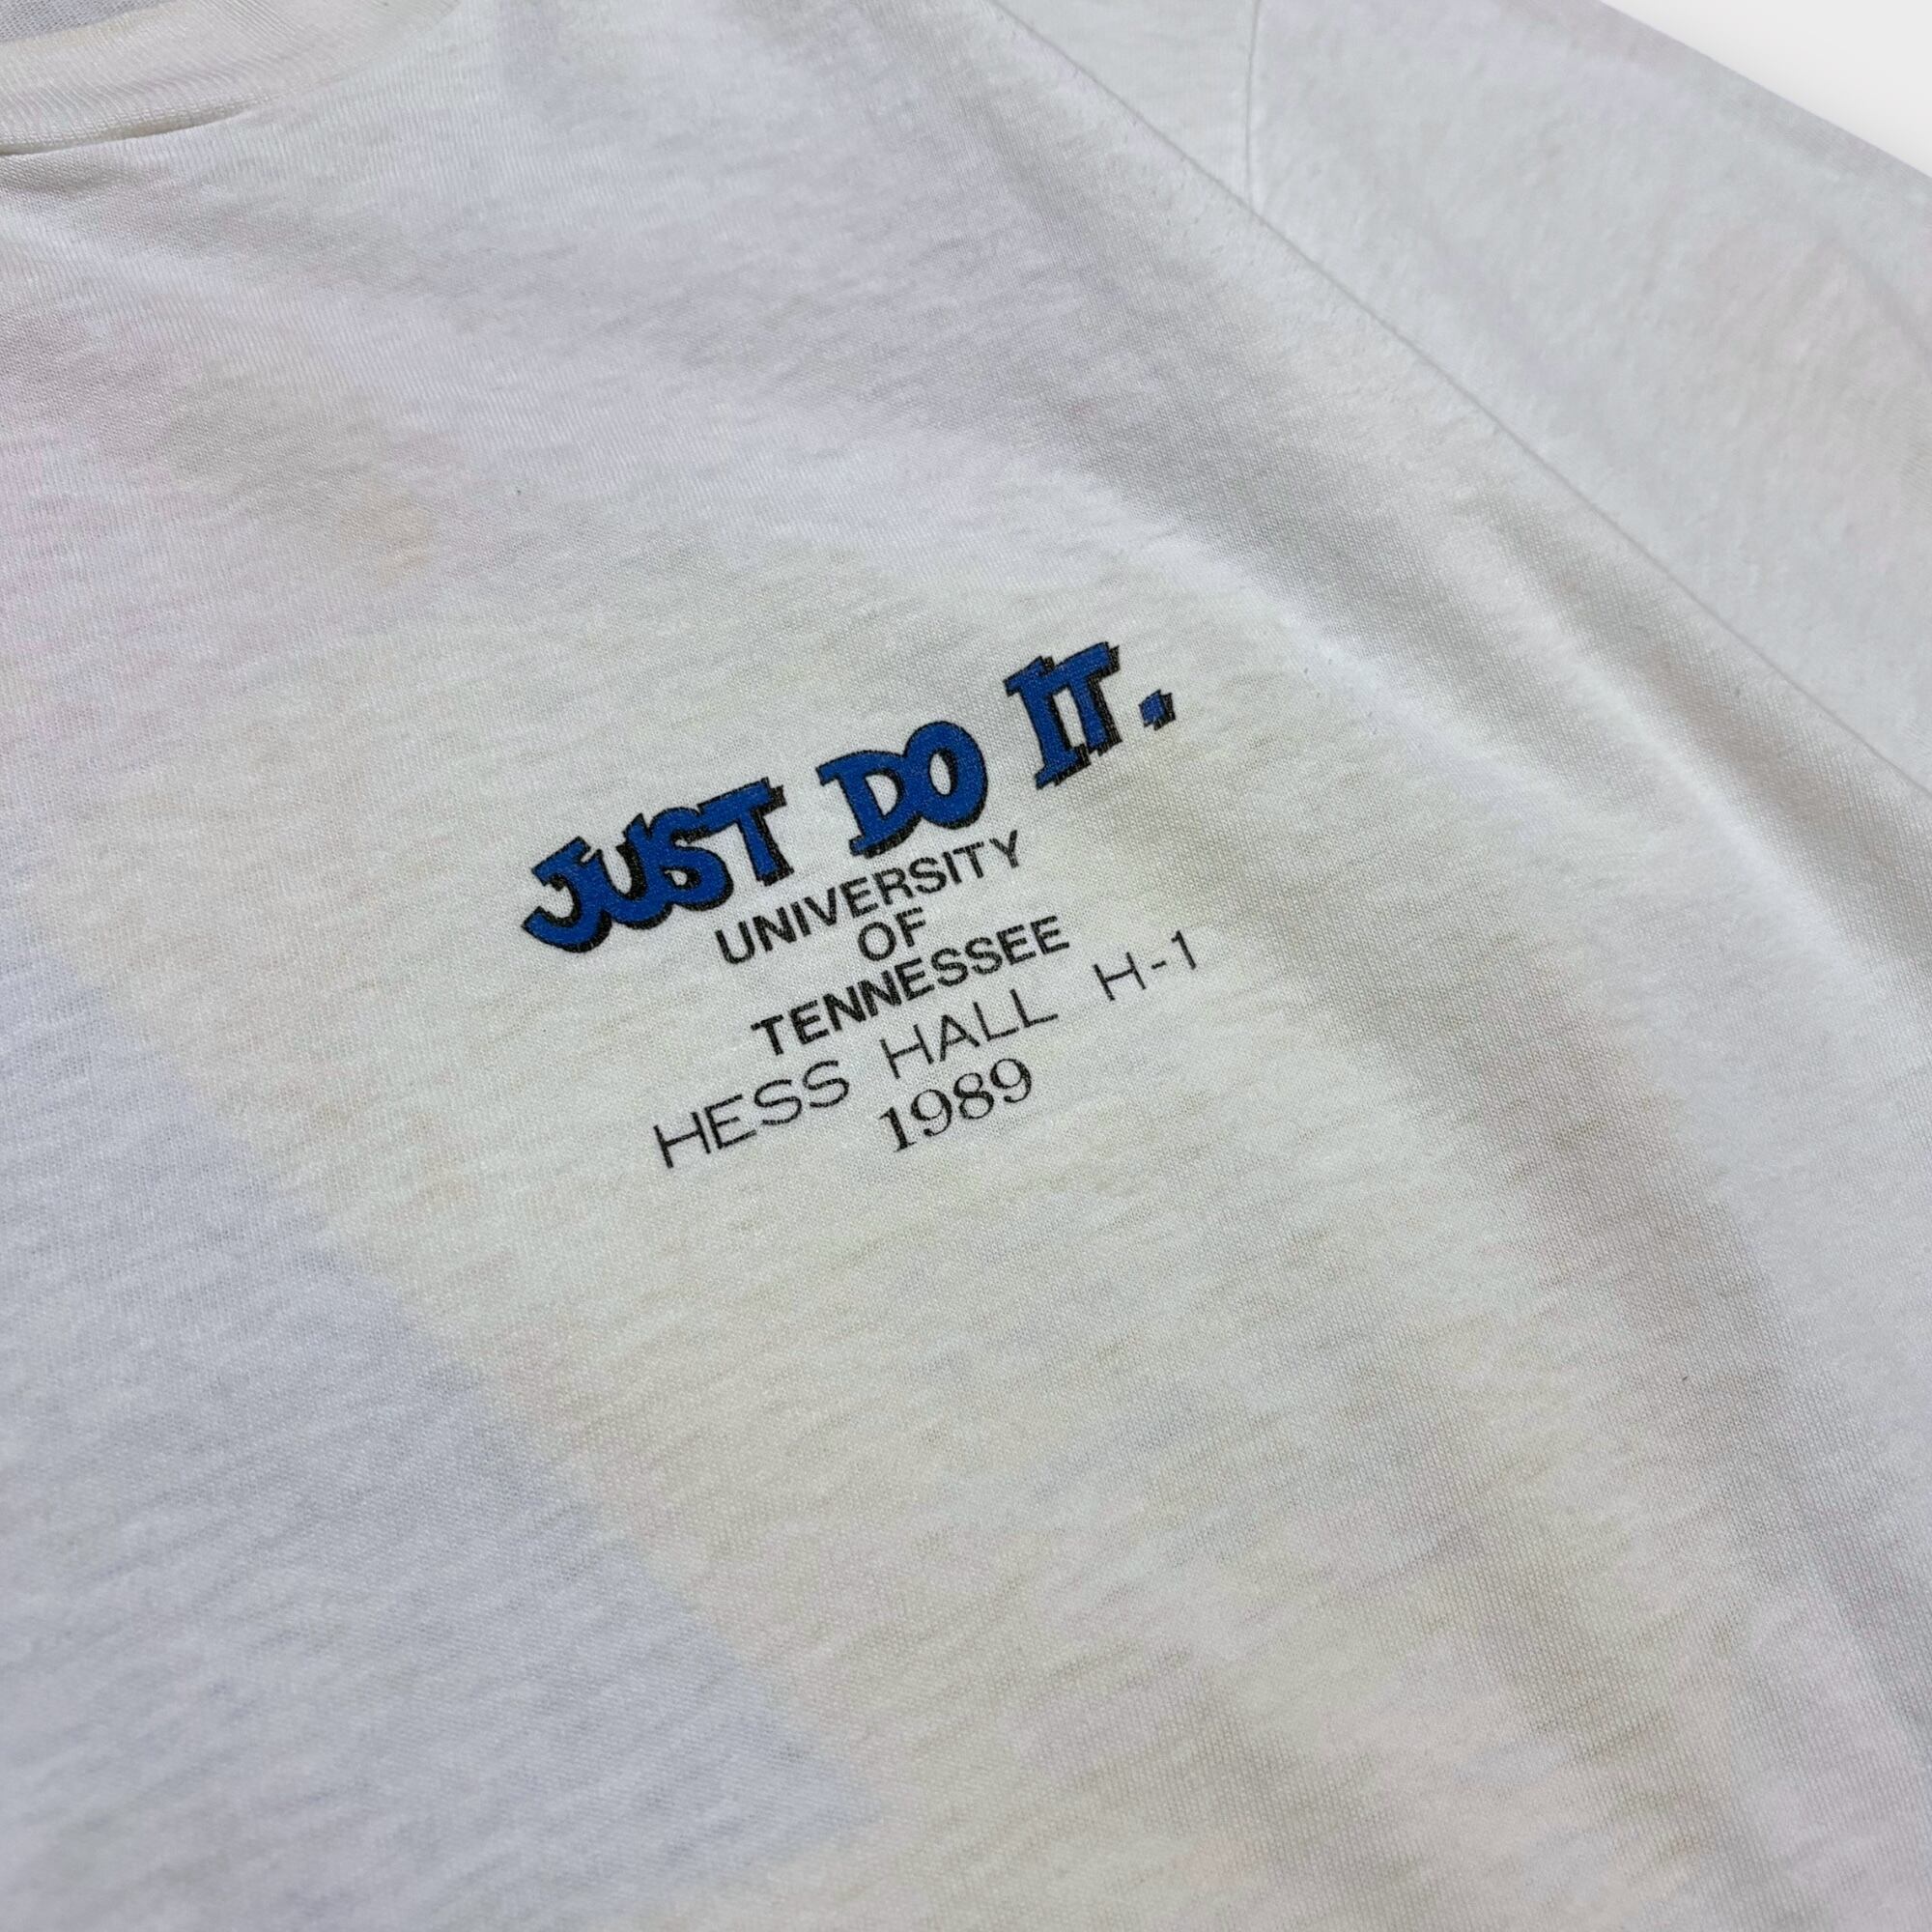 JUST DO IT.
UNIVERSITY
OF
TENNESSEE
HESS HALL H-1
1989